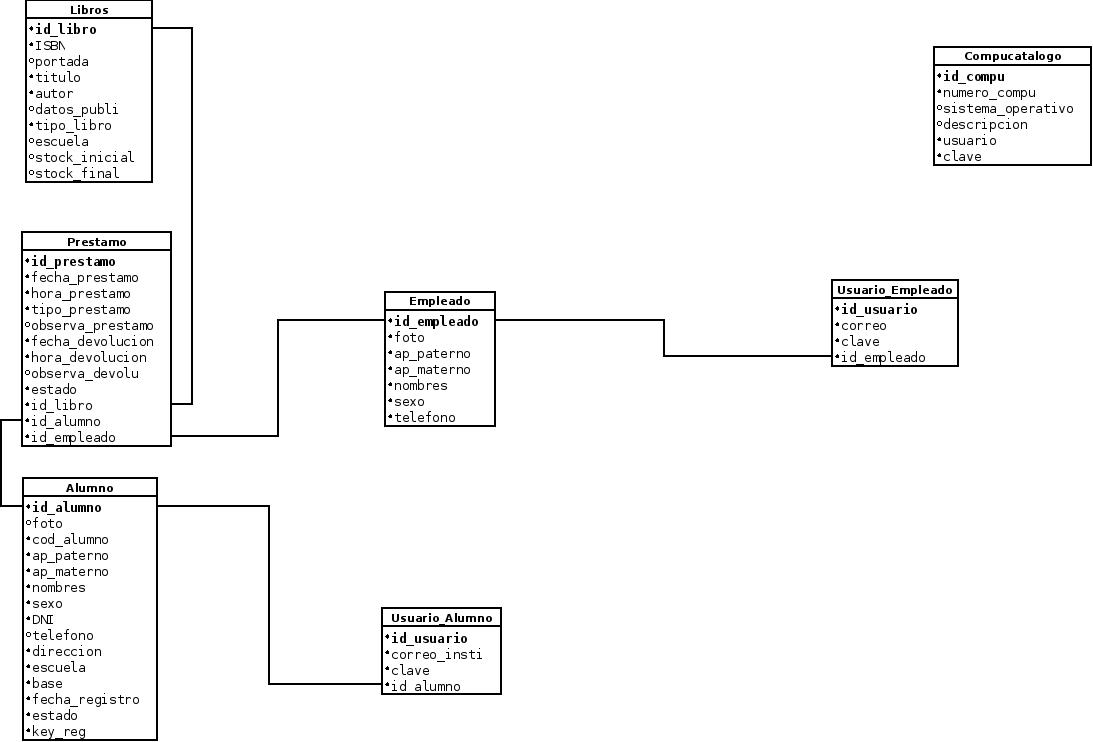 Libros
id_libro
ISBN
portada
titulo
autor
datos_publi
tipo_libro
escuela
stock_inicial
stock_final
Compucatalogo
id_compu
numero_compu
sistema_operativo
descripcion
usuario
clave
Prestamo
id_prestamo
fecha_prestamo
hora_prestamo
tipo_prestamo
observa_prestamo
fecha_devolucion
hora_devolucion
observa_devolu
estado
id_libro
id_alumno
id_empleado
Empleado
id_empleado
foto
ap_paterno
ap_materno
nombres
sexo
telefono
Usuario_Empleado
id_usuario
correo
clave
id_empleado
Alumno
id_alumno
foto
cod_alumno
ap_paterno
ap_materno
nombres
sexo
DNI
telefono
direccion
escuela
base
fecha_registro
estado
key_reg
Usuario_Alumno
id_usuario
correo_insti
clave
id_alumno